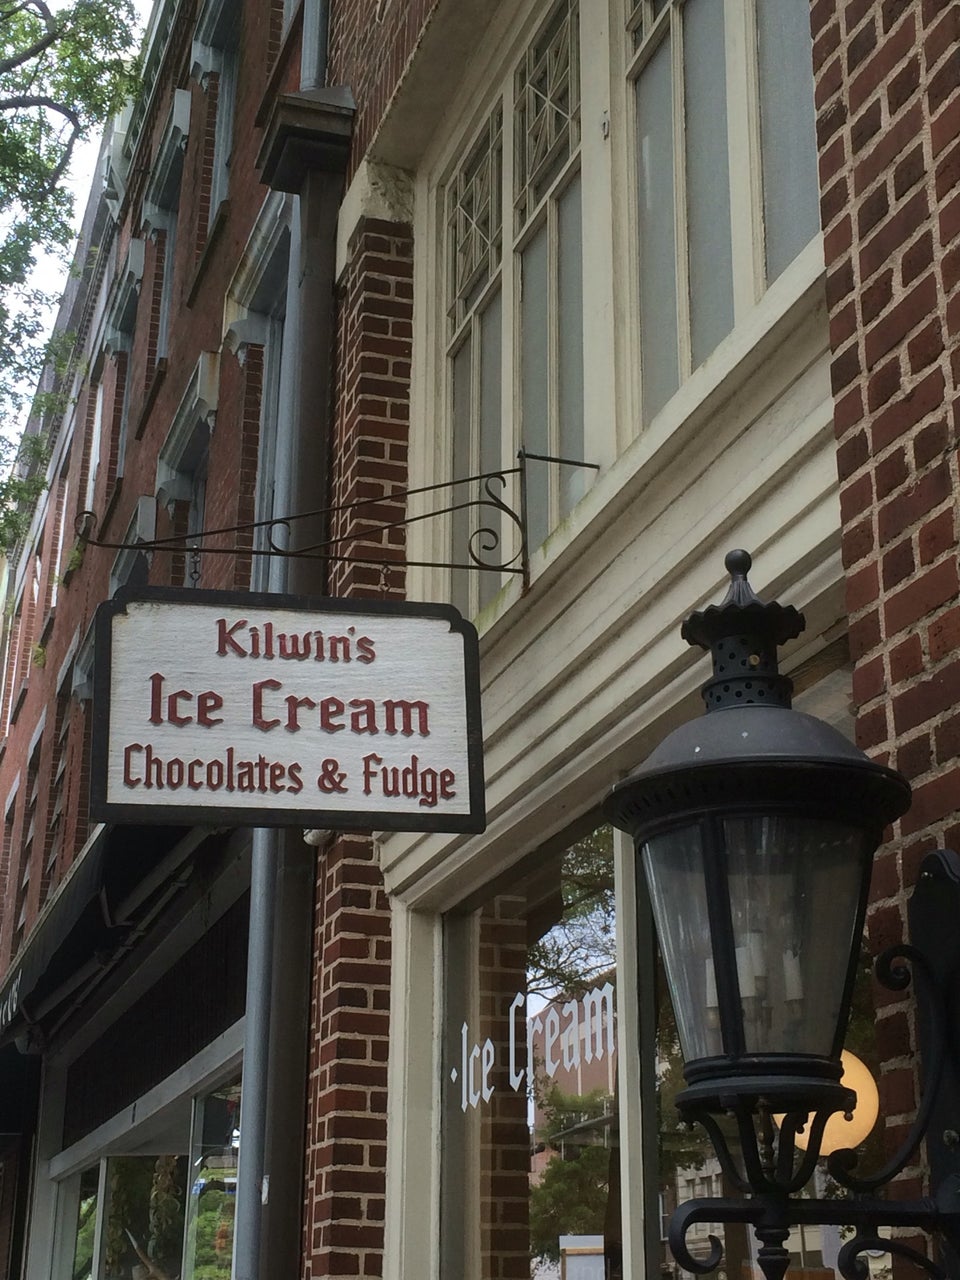 Kilwin's
Ice Cream
Chocolates & Fudge
·Ice Cream